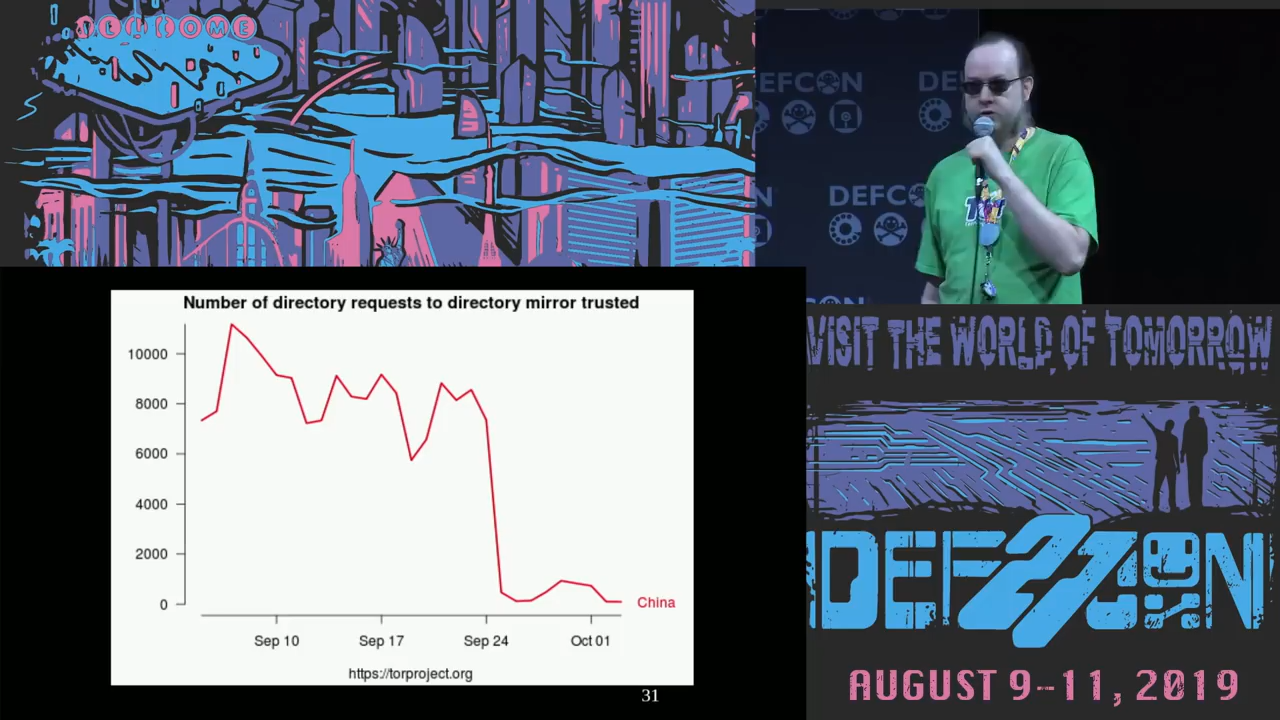 WELCOME
DEFCON
DEF
N
DEFCO
CON
Number of directory requests to directory mirror trusted
10000
8000
6000
4000
2000
0
China
Sep 10
Sep 17
Sep 24
Oct 01
https://torproject.org
31
VISIT THE WORLD OF TOMORROW
DEF27CON
AUGUST 9-11, 2019